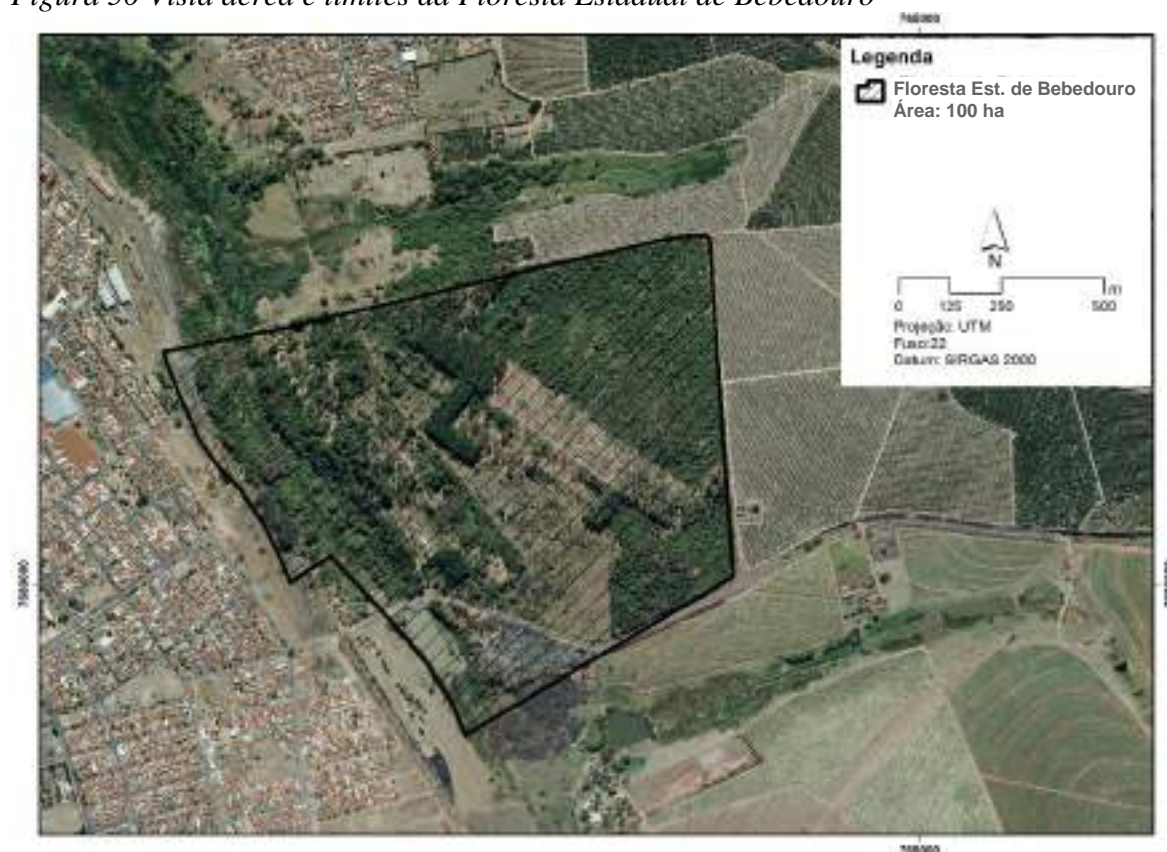 Figura 30 Vista aérea e limites da Floresta Estadual de Bebedouro
Legenda
Floresta Est. de Bebedouro
Área: 100 ha
N
0 125 250 500
m
Projeção: UTM
Fuso:22
Datum: SIRGAS 2000